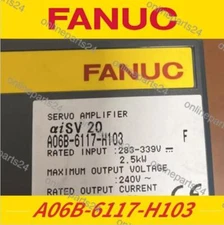 FANUC
FANUC
SERVO AMPLIFIER
αiSV 20
A06B-6117-H103 F
RATED INPUT : 283-339V
2.5kW
MAXIMUM OUTPUT VOLTAGE :
240V~
RATED OUTPUT CURRENT
A06B-6117-H103